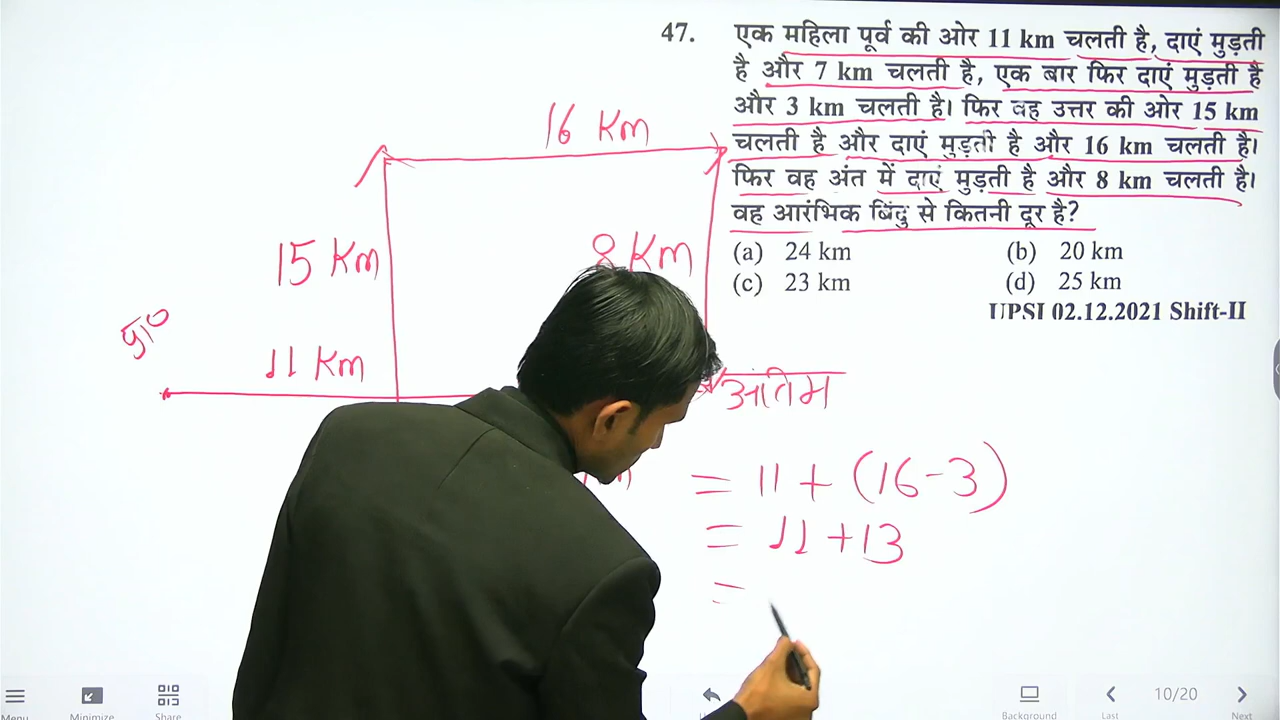 47. एक महिला पूर्व की ओर 11 km चलती है, दाएं मुड़ती
है और 7 km चलती है, एक बार फिर दाएं मुड़ती है
और 3 km चलती है। फिर वह उत्तर की ओर 15 km
चलती है और दाएं मुड़ती है और 16 km चलती है।
फिर वह अंत में दाएं मुड़ती है और 8 km चलती है।
वह आरंभिक बिंदु से कितनी दूर है?
(a) 24 km (b) 20 km
(c) 23 km (d) 25 km
UPSI 02.12.2021 Shift-II
16 Km
15 Km
8 Km
प्रा०
11 Km
अंतिम
= 11 + (16-3)
= 11 + 13
=
Menu Minimize Share Background Last 10/20 Next